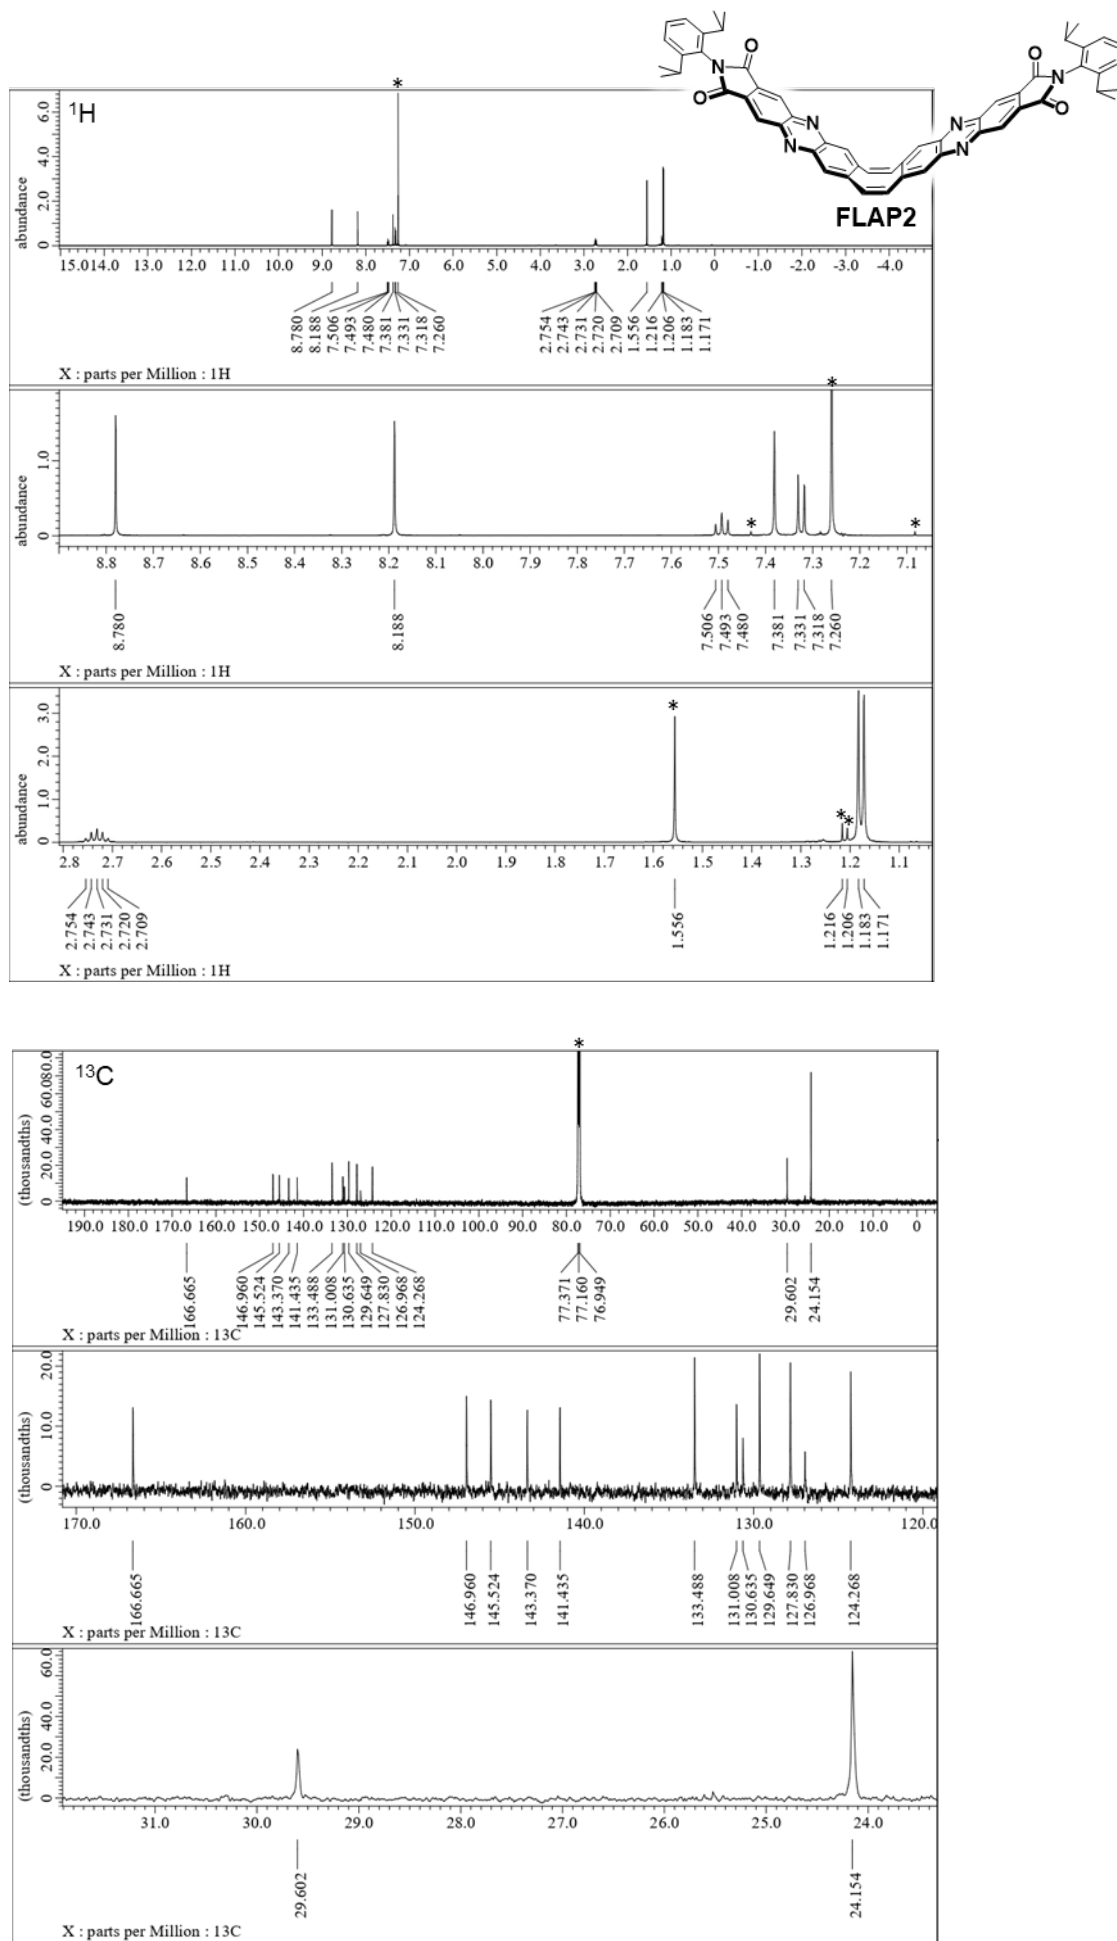 O
N
O
N
N
O
N
O
N
N
FLAP2
*
¹H
abundance
6.0
4.0
2.0
0
15.0 14.0 13.0 12.0 11.0 10.0 9.0 8.0 7.0 6.0 5.0 4.0 3.0 2.0 1.0 0 -1.0 -2.0 -3.0 -4.0
8.780 8.188 7.506 7.493 7.480 7.381 7.331 7.318 7.260 2.754 2.743 2.731 2.720 2.709 1.556 1.216 1.206 1.183 1.171
X : parts per Million : 1H
* * *
abundance
1.0
0
8.8 8.7 8.6 8.5 8.4 8.3 8.2 8.1 8.0 7.9 7.8 7.7 7.6 7.5 7.4 7.3 7.2 7.1
8.780 8.188 7.506 7.493 7.480 7.381 7.331 7.318 7.260
X : parts per Million : 1H
* * *
abundance
3.0
2.0
1.0
0
2.8 2.7 2.6 2.5 2.4 2.3 2.2 2.1 2.0 1.9 1.8 1.7 1.6 1.5 1.4 1.3 1.2 1.1
2.754 2.743 2.731 2.720 2.709 1.556 1.216 1.206 1.183 1.171
X : parts per Million : 1H
*
¹³C
(thousandths)
80.0
60.0
40.0
20.0
0
190.0 180.0 170.0 160.0 150.0 140.0 130.0 120.0 110.0 100.0 90.0 80.0 70.0 60.0 50.0 40.0 30.0 20.0 10.0 0
166.665 146.960 145.524 143.370 141.435 133.488 131.008 130.635 129.649 127.830 126.968 124.268 77.371 77.160 76.949 29.602 24.154
X : parts per Million : 13C
(thousandths)
20.0
10.0
0
170.0 160.0 150.0 140.0 130.0 120.0
166.665 146.960 145.524 143.370 141.435 133.488 131.008 130.635 129.649 127.830 126.968 124.268
X : parts per Million : 13C
(thousandths)
60.0
40.0
20.0
0
31.0 30.0 29.0 28.0 27.0 26.0 25.0 24.0
29.602 24.154
X : parts per Million : 13C